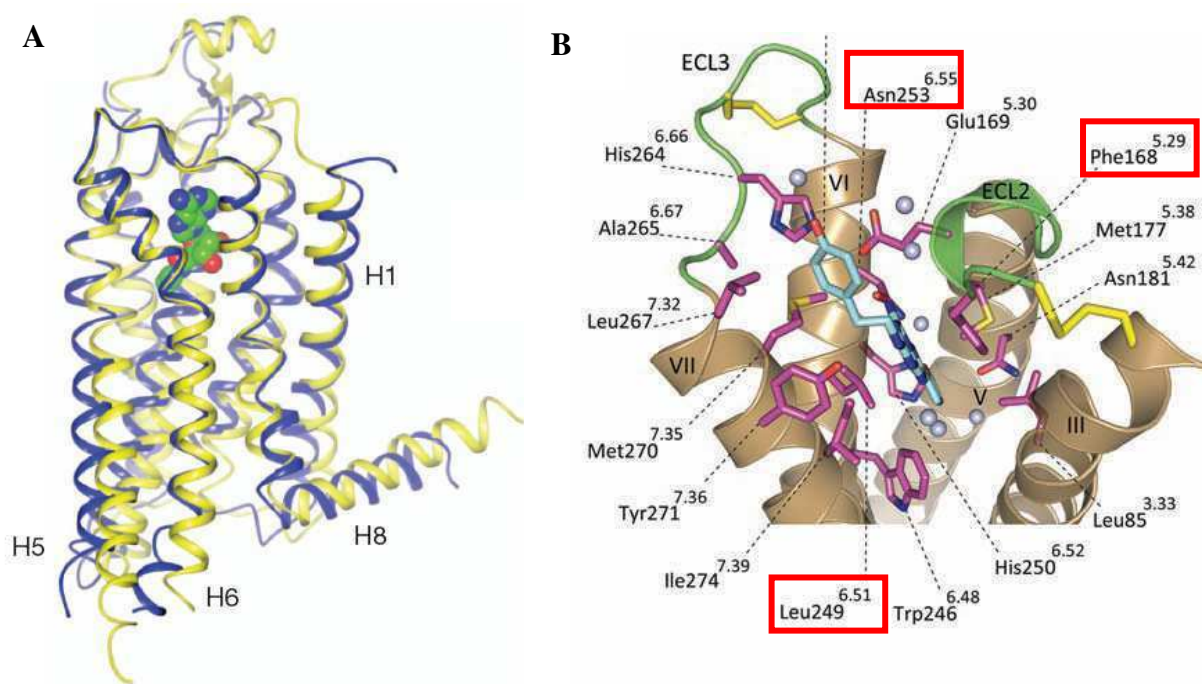 A
H1
H5
H8
H6
B
ECL3
6.55
Asn253
5.30
Glu169
5.29
Phe168
6.66
His264
VI
ECL2
5.38
Met177
6.67
Ala265
5.42
Asn181
7.32
Leu267
VII
V
III
7.35
Met270
3.33
Leu85
7.36
Tyr271
6.52
His250
7.39
Ile274
6.51
Leu249
6.48
Trp246